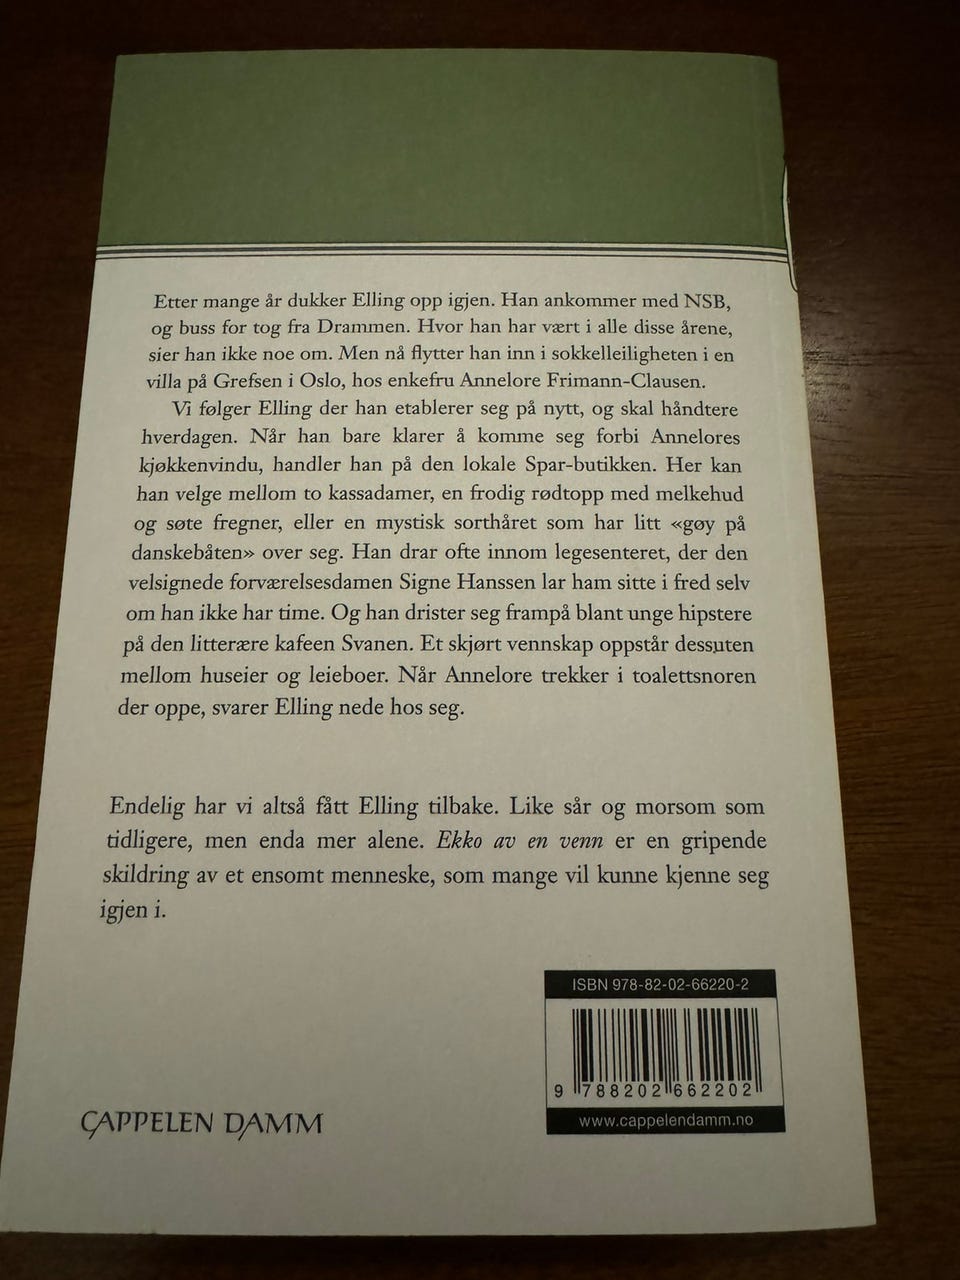 Etter mange år dukker Elling opp igjen. Han ankommer med NSB,
og buss for tog fra Drammen. Hvor han har vært i alle disse årene,
sier han ikke noe om. Men nå flytter han inn i sokkelleiligheten i en
villa på Grefsen i Oslo, hos enkefru Annelore Frimann-Clausen.
Vi følger Elling der han etablerer seg på nytt, og skal håndtere
hverdagen. Når han bare klarer å komme seg forbi Annelores
kjøkkenvindu, handler han på den lokale Spar-butikken. Her kan
han velge mellom to kassadamer, en frodig rødtopp med melkehud
og søte fregner, eller en mystisk sorthåret som har litt «gøy på
danskebåten» over seg. Han drar ofte innom legesenteret, der den
velsignede forværelsesdamen Signe Hanssen lar ham sitte i fred selv
om han ikke har time. Og han drister seg frampå blant unge hipstere
på den litterære kafeen Svanen. Et skjørt vennskap oppstår dessuten
mellom huseier og leieboer. Når Annelore trekker i toalettsnoren
der oppe, svarer Elling nede hos seg.
Endelig har vi altså fått Elling tilbake. Like sår og morsom som
tidligere, men enda mer alene. Ekko av en venn er en gripende
skildring av et ensomt menneske, som mange vil kunne kjenne seg
igjen i.
ISBN 978-82-02-66220-2
9 788202 662202
www.cappelendamm.no
CAPPELEN DAMM